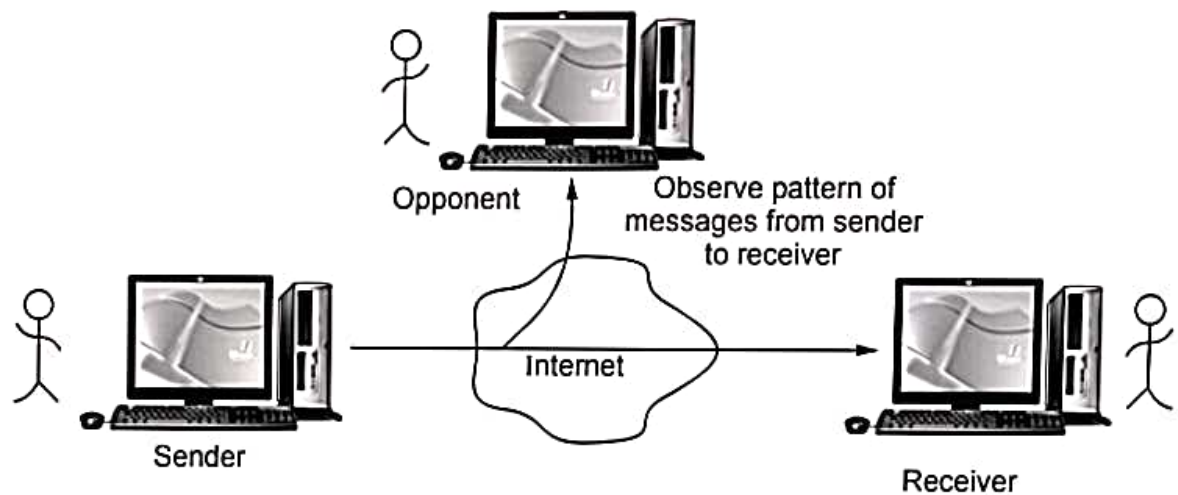 Opponent
Observe pattern of
messages from sender
to receiver
Internet
Sender
Receiver